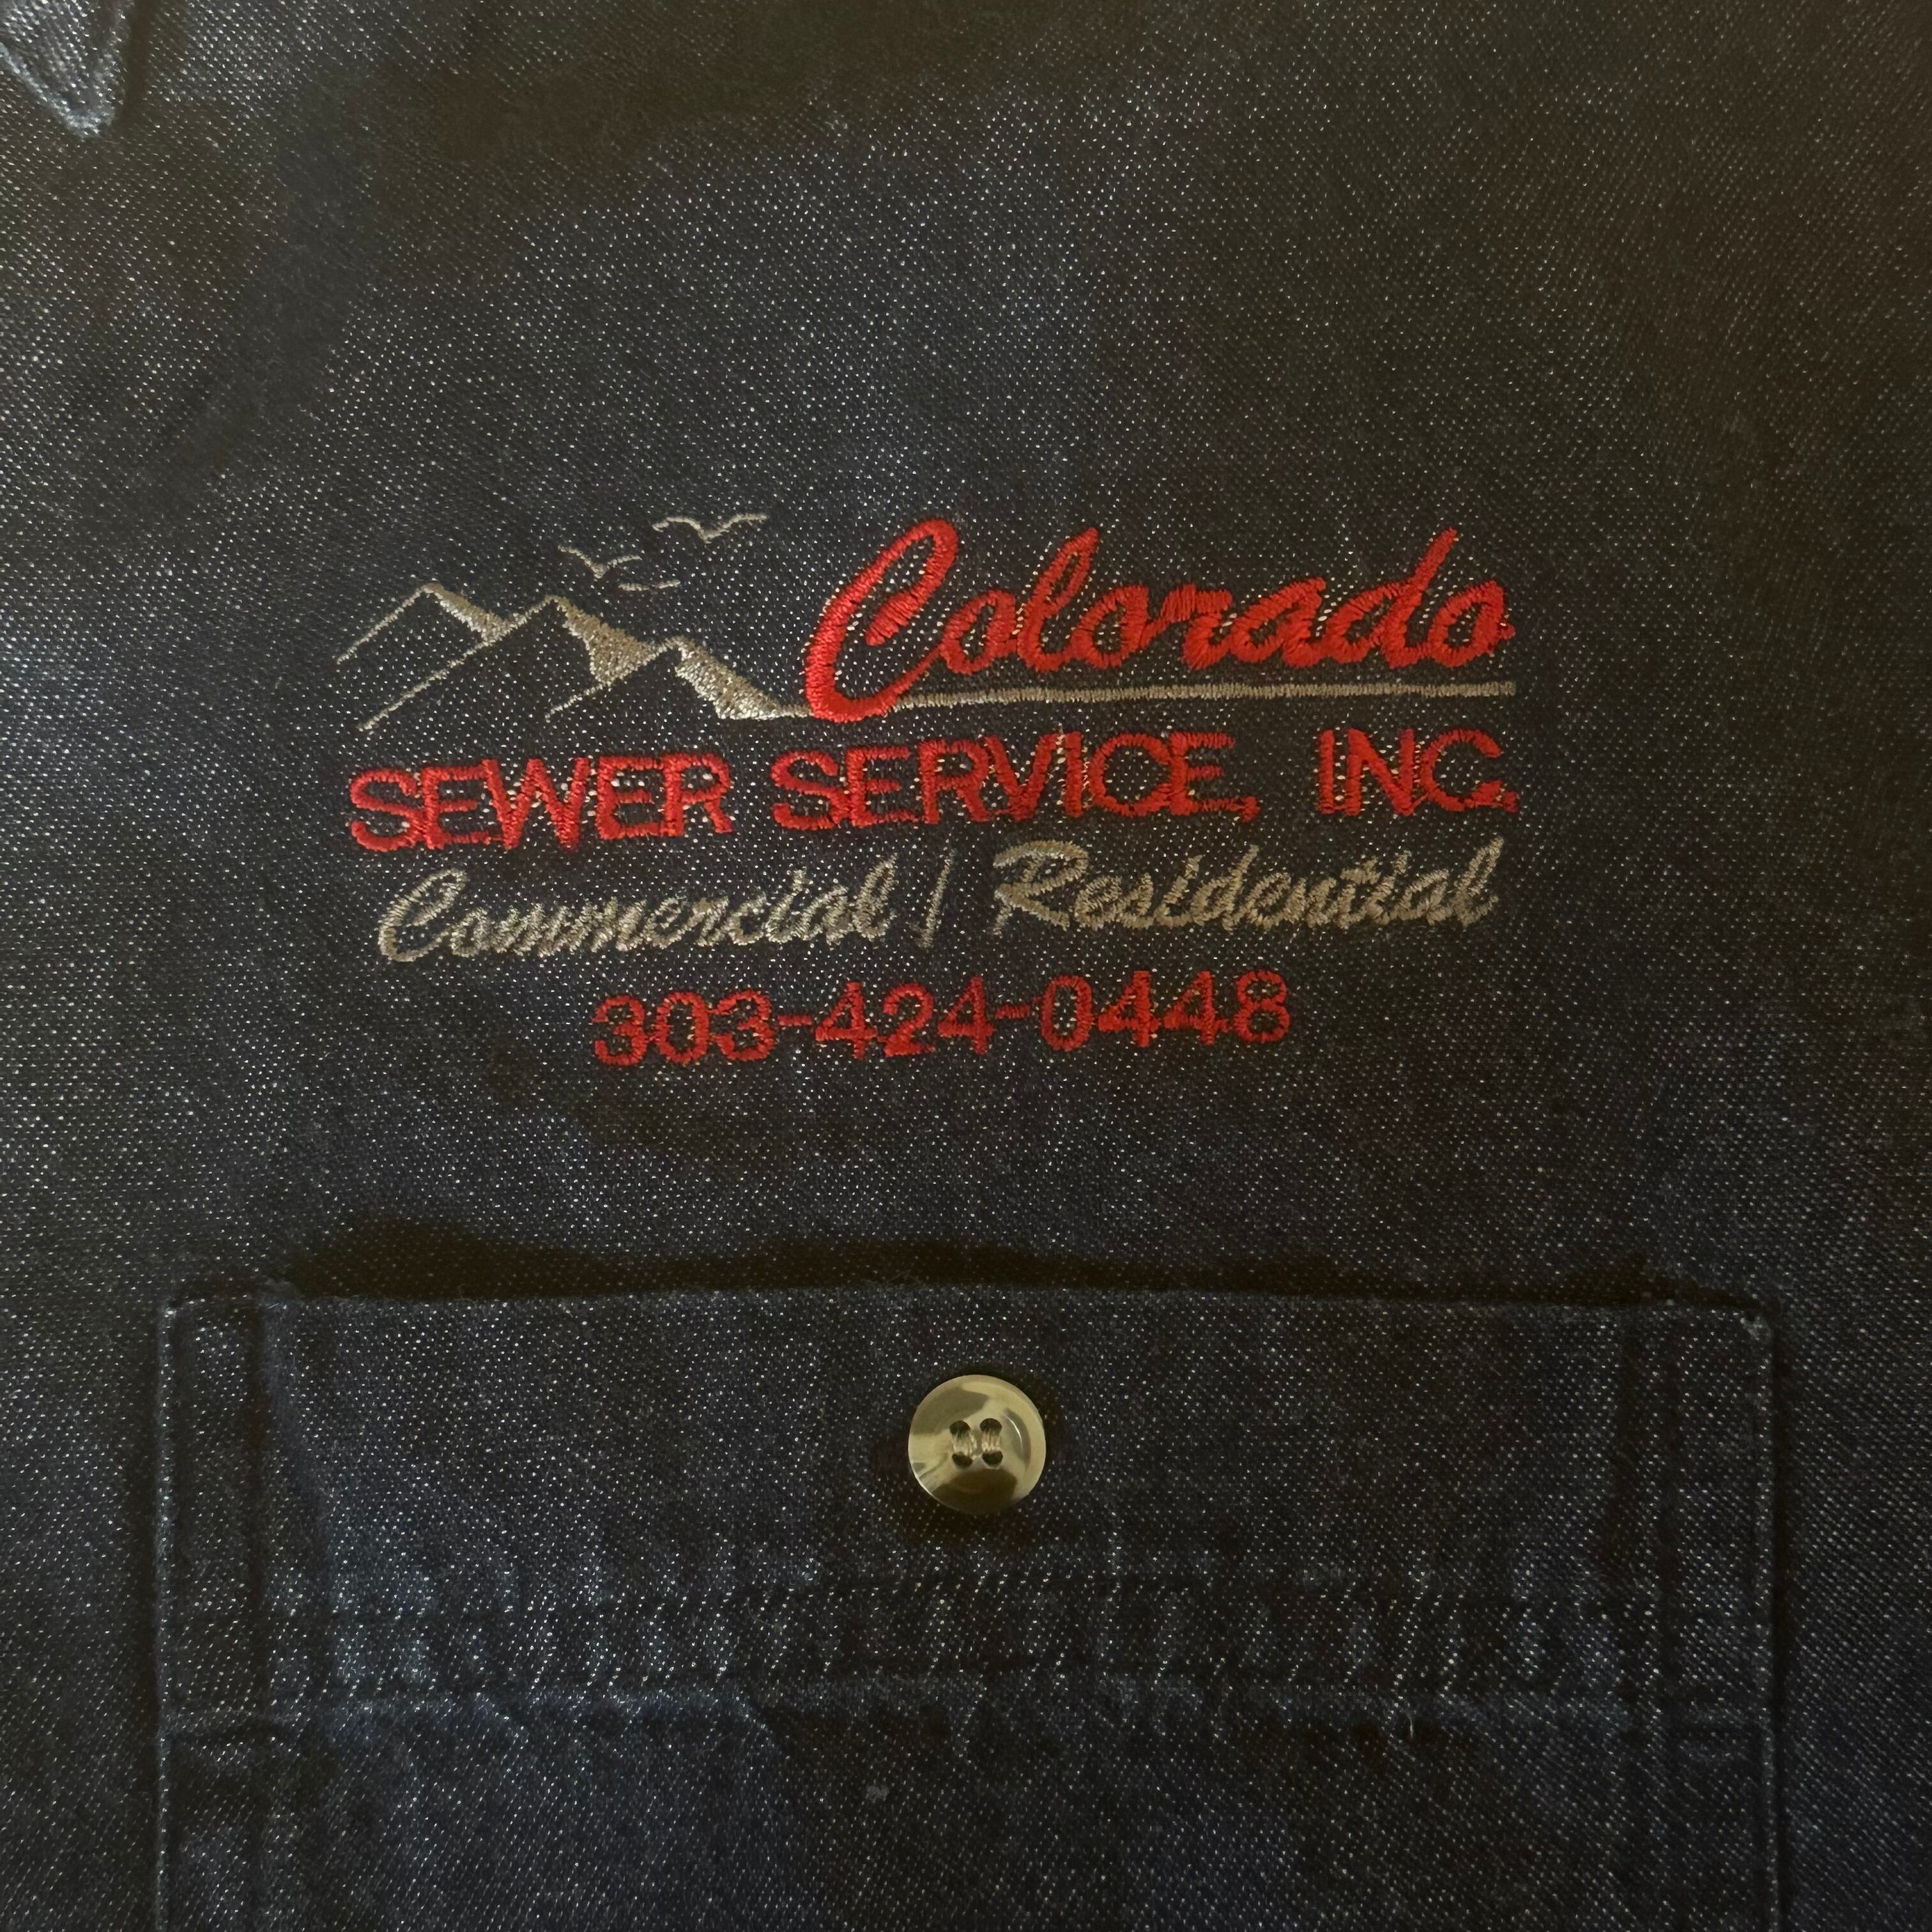 Colorado
SEWER SERVICE, INC.
Commercial / Residential
303-424-0448